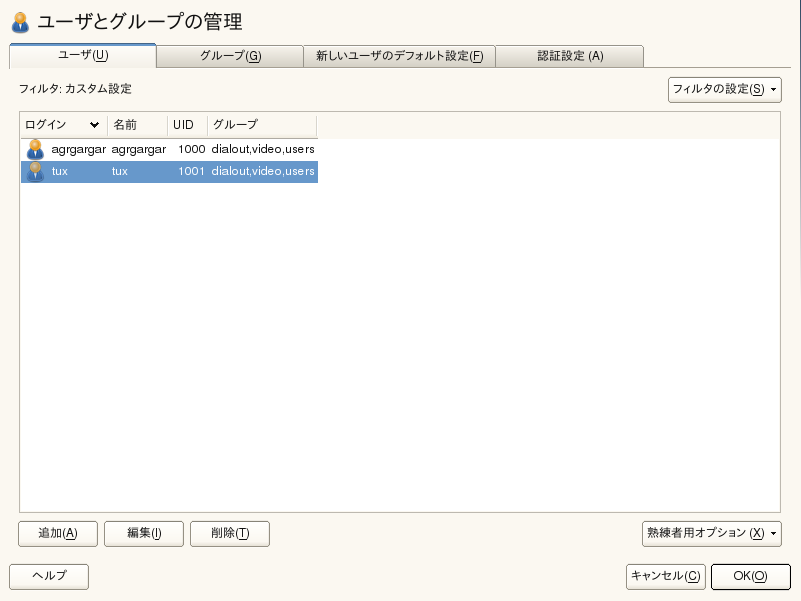 ユーザとグループの管理
ユーザ(U) グループ(G) 新しいユーザのデフォルト設定(F) 認証設定 (A)
フィルタ: カスタム設定 フィルタの設定(S)
ログイン 名前 UID グループ
agrgargar agrgargar 1000 dialout,video,users
tux tux 1001 dialout,video,users
追加(A) 編集(I) 削除(T) 熟練者用オプション (X)
ヘルプ キャンセル(C) OK(O)